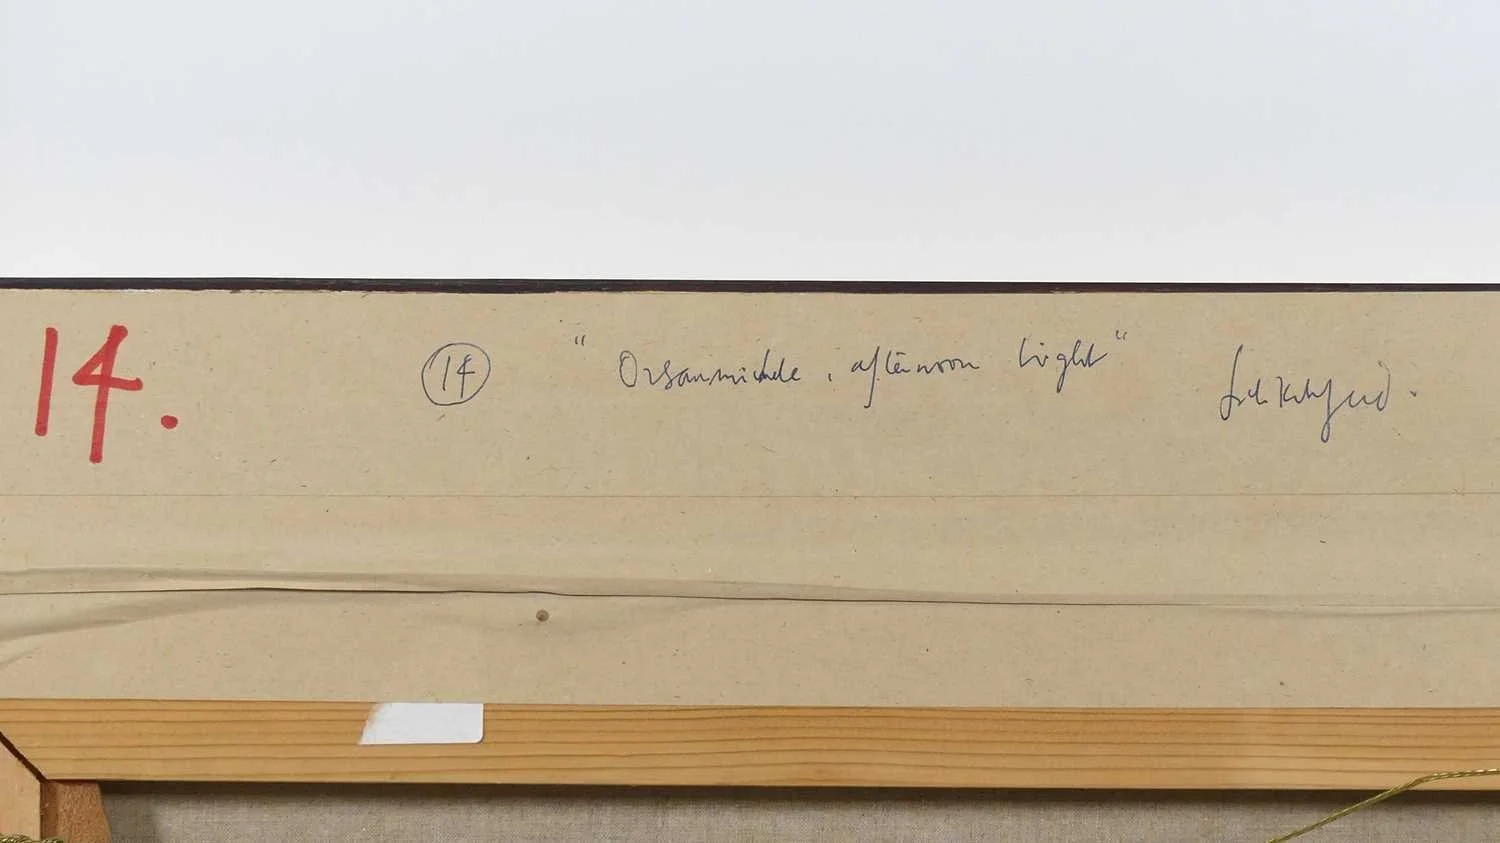 14.
14 "Orsanmichele, afternoon light"